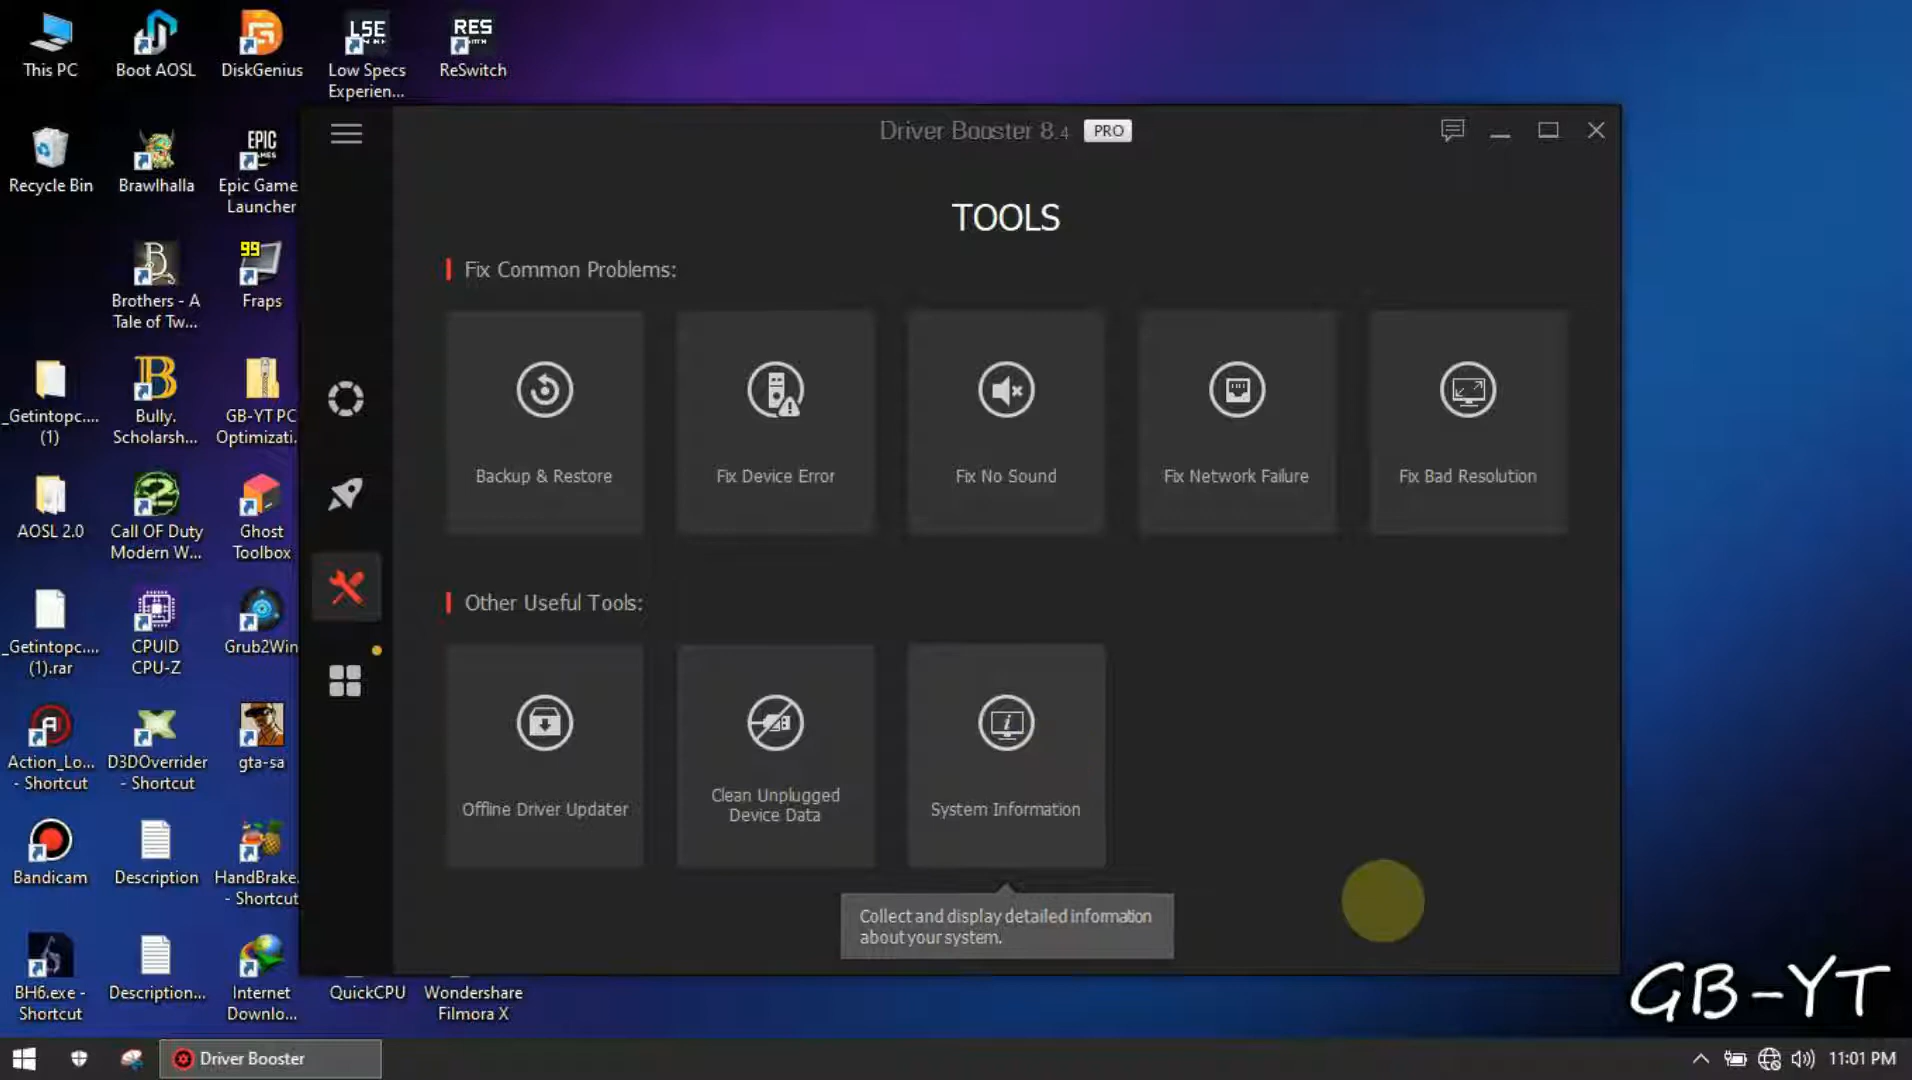 This PC
Boot AOSL
DiskGenius
LSE
Low Specs
Experien...
RES
ReSwitch
Recycle Bin
Brawlhalla
EPIC
GAMES
Epic Game
Launcher
B
Brothers - A
Tale of Tw...
99
Fraps
_Getintopc....
(1)
B
Bully.
Scholarsh...
GB-YT PC
Optimizati.
AOSL 2.0
Call OF Duty
Modern W...
Ghost
Toolbox
_Getintopc....
(1).rar
CPUID
CPU-Z
Grub2Win
Action_Lo...
- Shortcut
D3DOverrider
- Shortcut
gta-sa
Bandicam
Description
HandBrake.
- Shortcut
BH6.exe -
Shortcut
Description...
Internet
Downlo...
QuickCPU
Wondershare
Filmora X
Driver Booster 8.4 PRO
TOOLS
Fix Common Problems:
Backup & Restore
Fix Device Error
Fix No Sound
Fix Network Failure
Fix Bad Resolution
Other Useful Tools:
Offline Driver Updater
Clean Unplugged
Device Data
System Information
Collect and display detailed information
about your system.
GB-YT
Driver Booster
11:01 PM